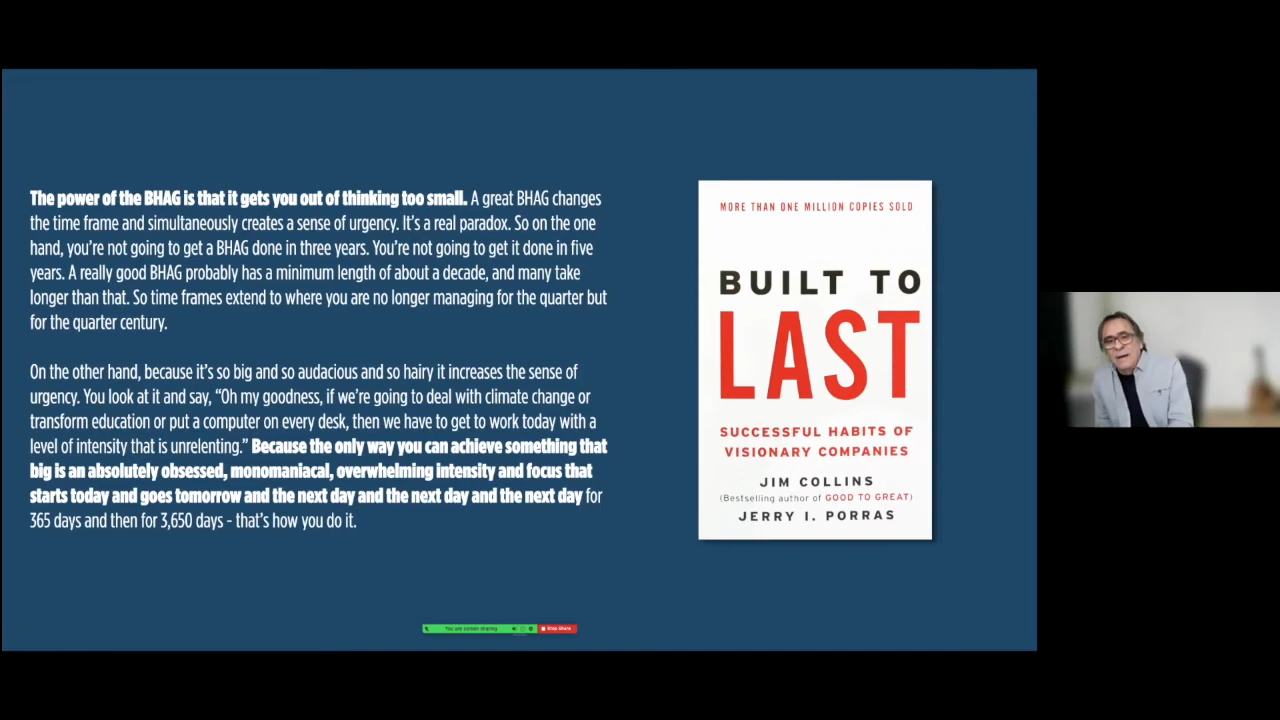 The power of the BHAG is that it gets you out of thinking too small. A great BHAG changes
the time frame and simultaneously creates a sense of urgency. It’s a real paradox. So on the one
hand, you’re not going to get a BHAG done in three years. You’re not going to get it done in five
years. A really good BHAG probably has a minimum length of about a decade, and many take
longer than that. So time frames extend to where you are no longer managing for the quarter but
for the quarter century.
On the other hand, because it’s so big and so audacious and so hairy it increases the sense of
urgency. You look at it and say, “Oh my goodness, if we’re going to deal with climate change or
transform education or put a computer on every desk, then we have to get to work today with a
level of intensity that is unrelenting.” Because the only way you can achieve something that
big is an absolutely obsessed, monomaniacal, overwhelming intensity and focus that
starts today and goes tomorrow and the next day and the next day and the next day for
365 days and then for 3,650 days - that’s how you do it.
MORE THAN ONE MILLION COPIES SOLD
BUILT TO
LAST
SUCCESSFUL HABITS OF
VISIONARY COMPANIES
JIM COLLINS
(Bestselling author of GOOD TO GREAT)
JERRY I. PORRAS
You are screen sharing
Stop Share